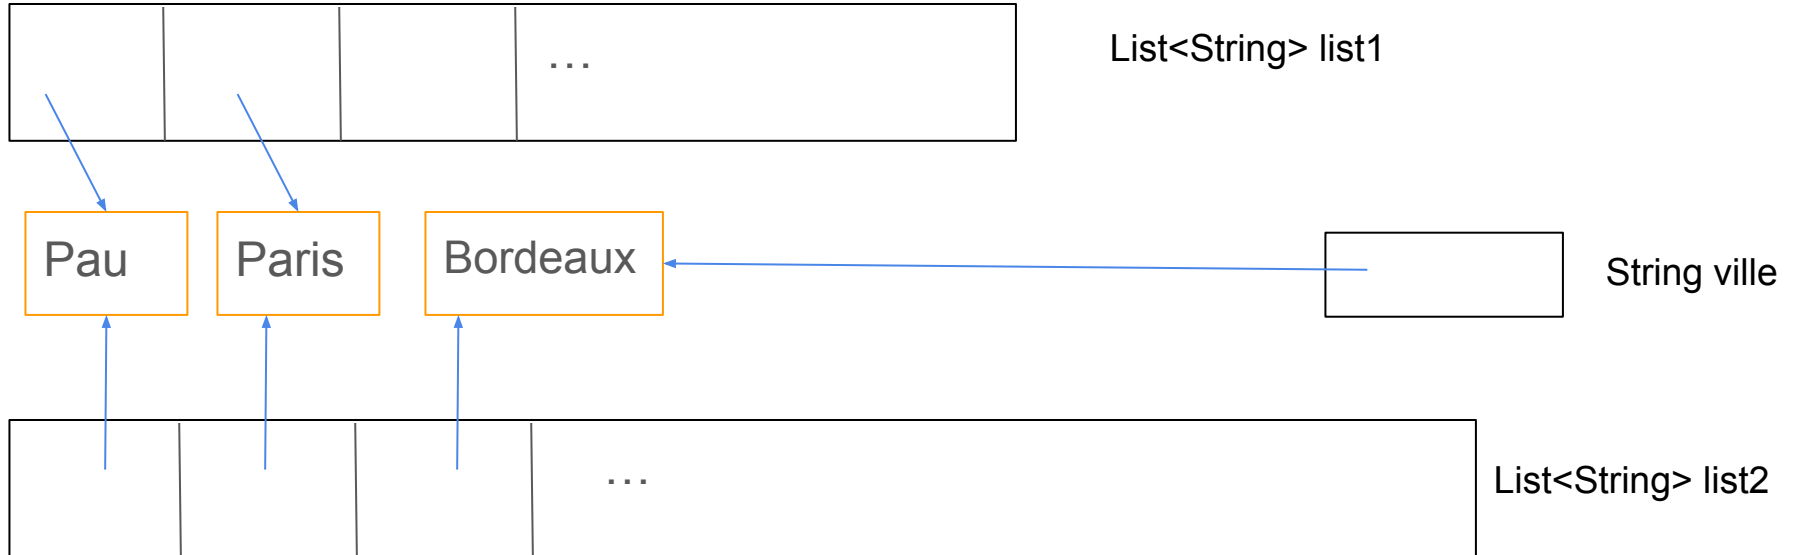 ...
List<String> list1
Pau
Paris
Bordeaux
String ville
...
List<String> list2